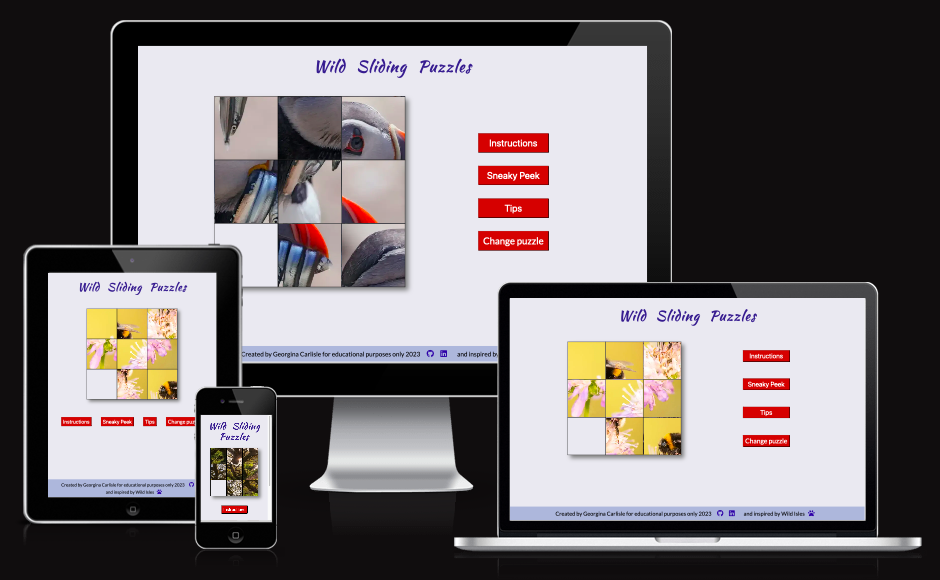 Wild Sliding Puzzles
Instructions
Sneaky Peek
Tips
Change puzzle
Created by Georgina Carlisle for educational purposes only 2023
and inspired by
Wild Sliding Puzzles
Instructions
Sneaky Peek
Tips
Change puz
Created by Georgina Carlisle for educational purposes only 2023
and inspired by Wild Isles
Wild Sliding
Puzzles
Wild Sliding Puzzles
Instructions
Sneaky Peek
Tips
Change puzzle
Created by Georgina Carlisle for educational purposes only 2023
and inspired by Wild Isles